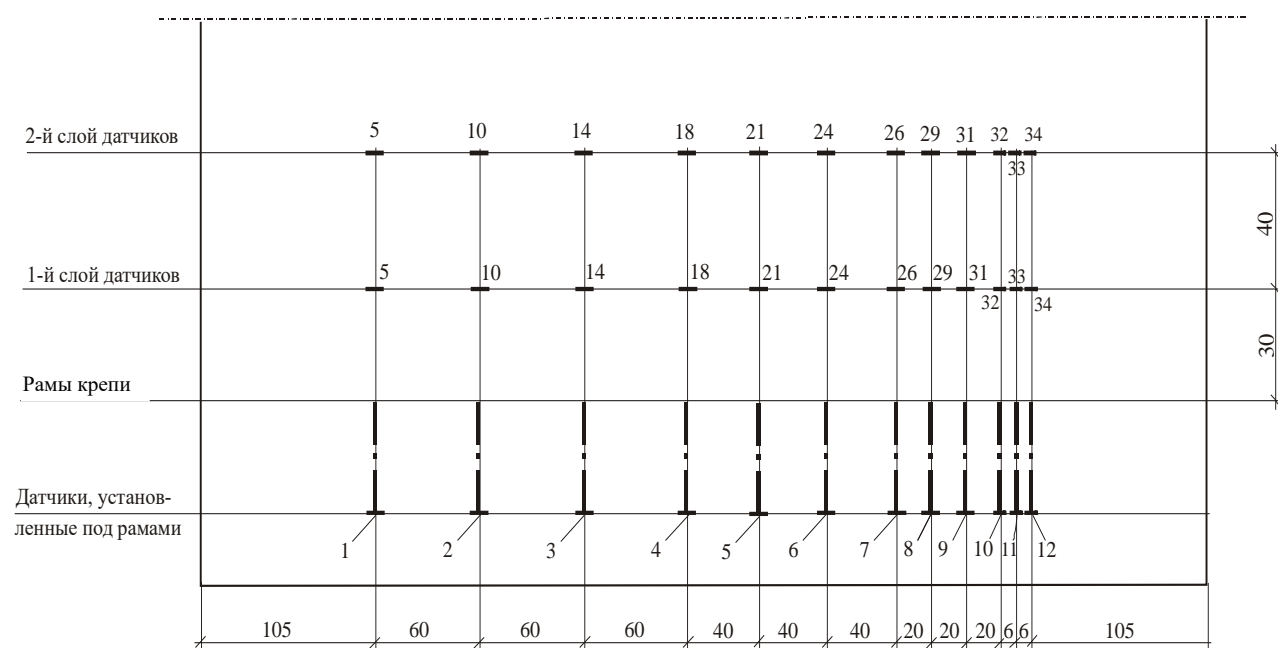 5 10 14 18 21 24 26 29 31 32 34
2-й слой датчиков
33
40
1-й слой датчиков
5 10 14 18 21 24 26 29 31 33
32 34
30
Рамы крепи
Датчики, установ-
ленные под рамами
1 2 3 4 5 6 7 8 9 10 11 12
105 60 60 60 40 40 40 20 20 20 6 6 105